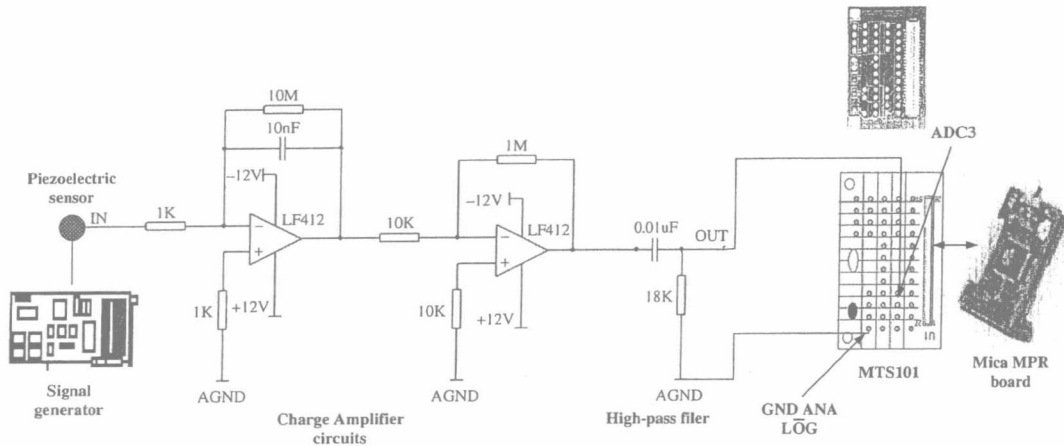 10M
10nF
ADC3
1M
−12V
Piezoelectric
sensor
−12V
IN
1K
LF412
10K
LF412
0.01uF
OUT
1K
+12V
10K
+12V
18K
U1
AGND
AGND
AGND
MTS101
Mica MPR
board
Signal
generator
Charge Amplifier
circuits
High-pass filer
GND ANA
LOG